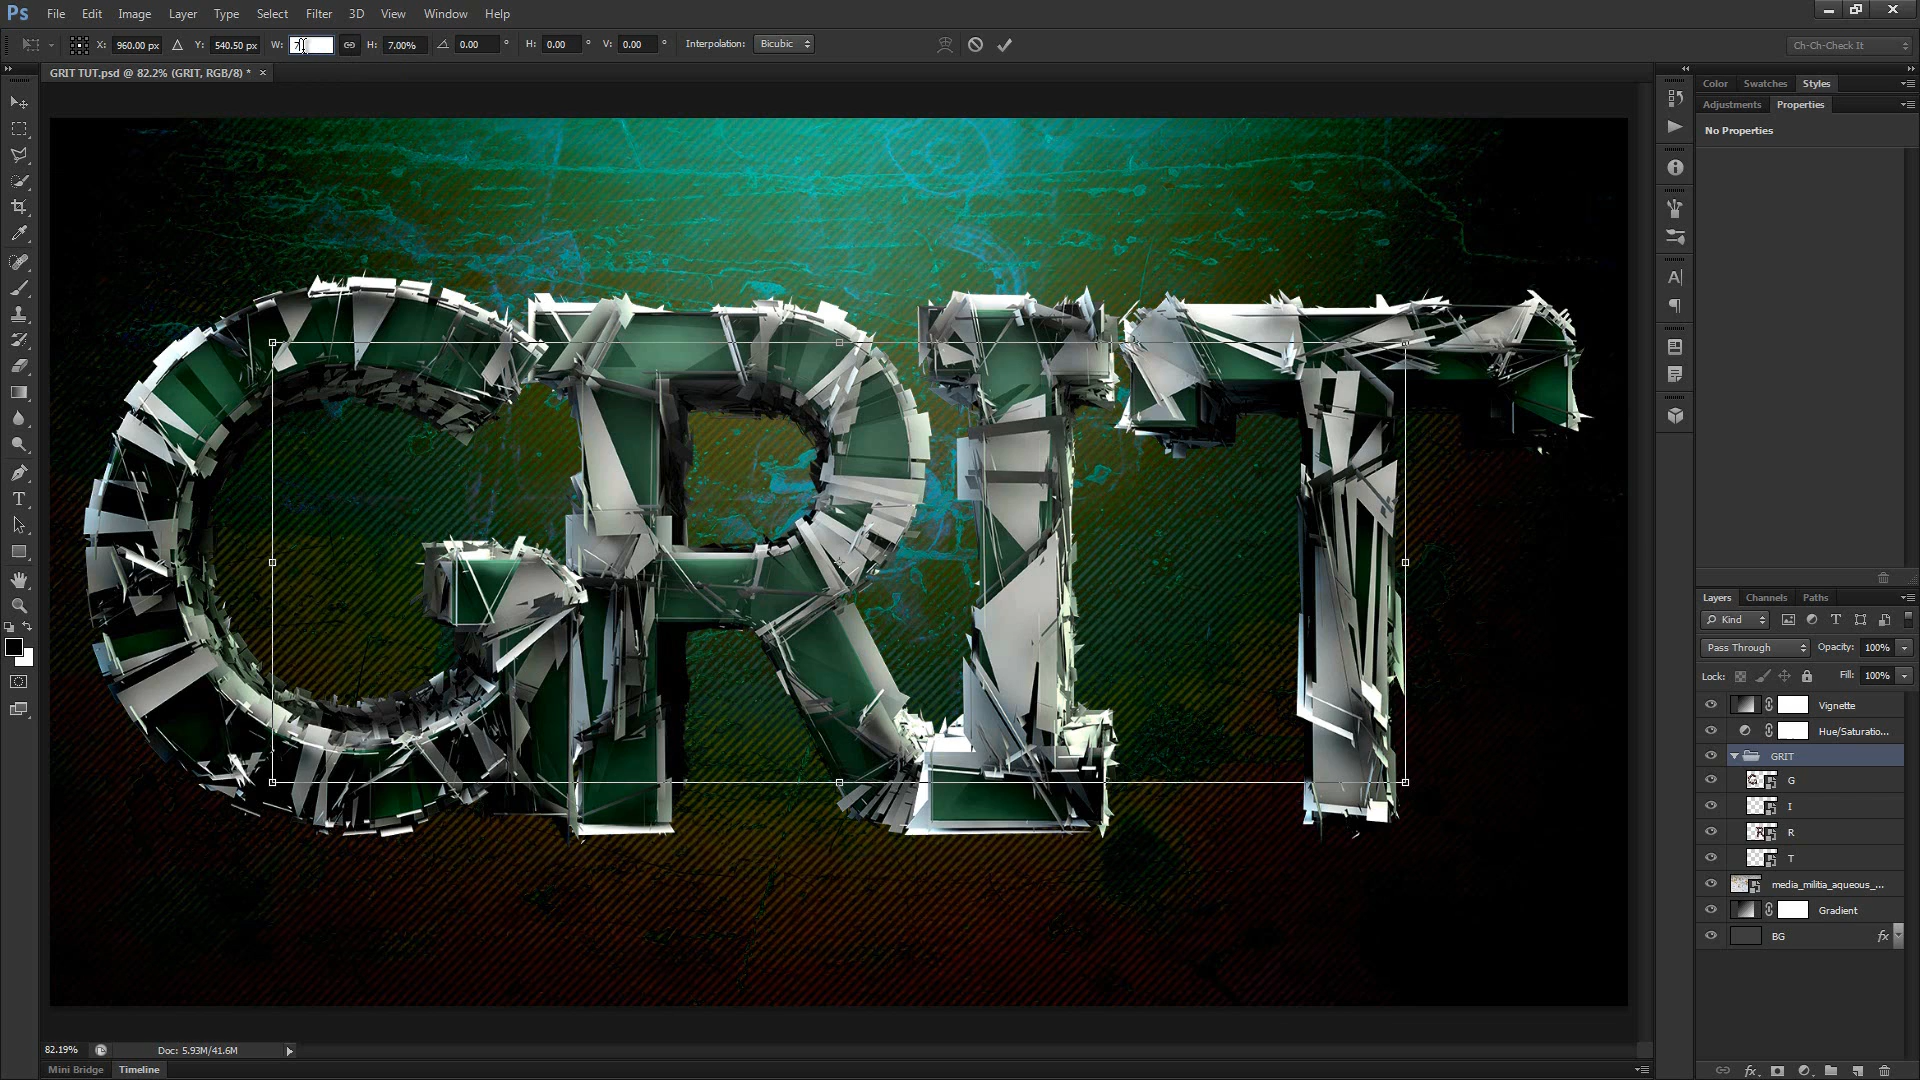 Ps File Edit Image Layer Type Select Filter 3D View Window Help
X: 960.00 px Y: 540.50 px W: 7 H: 7.00% 0.00 ° H: 0.00 ° V: 0.00 ° Interpolation: Bicubic Ch-Ch-Check It
GRIT TUT.psd @ 82.2% (GRIT, RGB/8) * ×
Color Swatches Styles
Adjustments Properties
No Properties
GRIT
Layers Channels Paths
Kind
Pass Through Opacity: 100%
Lock: Fill: 100%
Vignette
Hue/Saturatio...
GRIT
G
I
R
T
media_militia_aqueous_...
Gradient
BG fx
82.19% Doc: 5.93M/41.6M
Mini Bridge Timeline